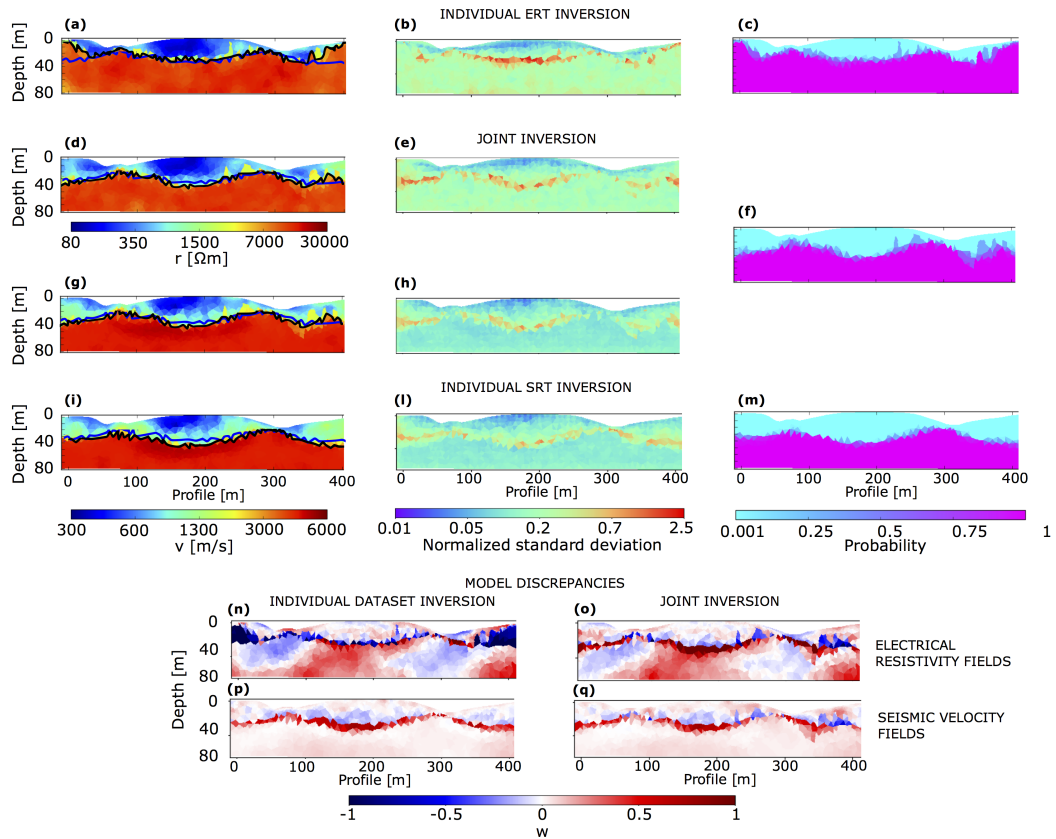 INDIVIDUAL ERT INVERSION
(a) (b) (c)
Depth [m]
0
40
80
JOINT INVERSION
(d) (e)
Depth [m]
0
40
80
(f)
80 350 1500 7000 30000
r [Ωm]
(g) (h)
Depth [m]
0
40
80
INDIVIDUAL SRT INVERSION
(i) (l) (m)
Depth [m]
0
40
80
0 100 200 300 400 0 100 200 300 400 0 100 200 300 400
Profile [m]
300 600 1300 3000 6000
v [m/s]
0.01 0.05 0.2 0.7 2.5
Normalized standard deviation
0.001 0.25 0.75 1
Probability
MODEL DISCREPANCIES
INDIVIDUAL DATASET INVERSION JOINT INVERSION
(n) (o)
Depth [m]
0
40
80
ELECTRICAL
RESISTIVITY FIELDS
(p) (q)
0
40
80
SEISMIC VELOCITY
FIELDS
0 100 200 300 400 0 100 200 300 400
Profile [m] Profile [m]
-1 -0.5 0 0.5 1
w